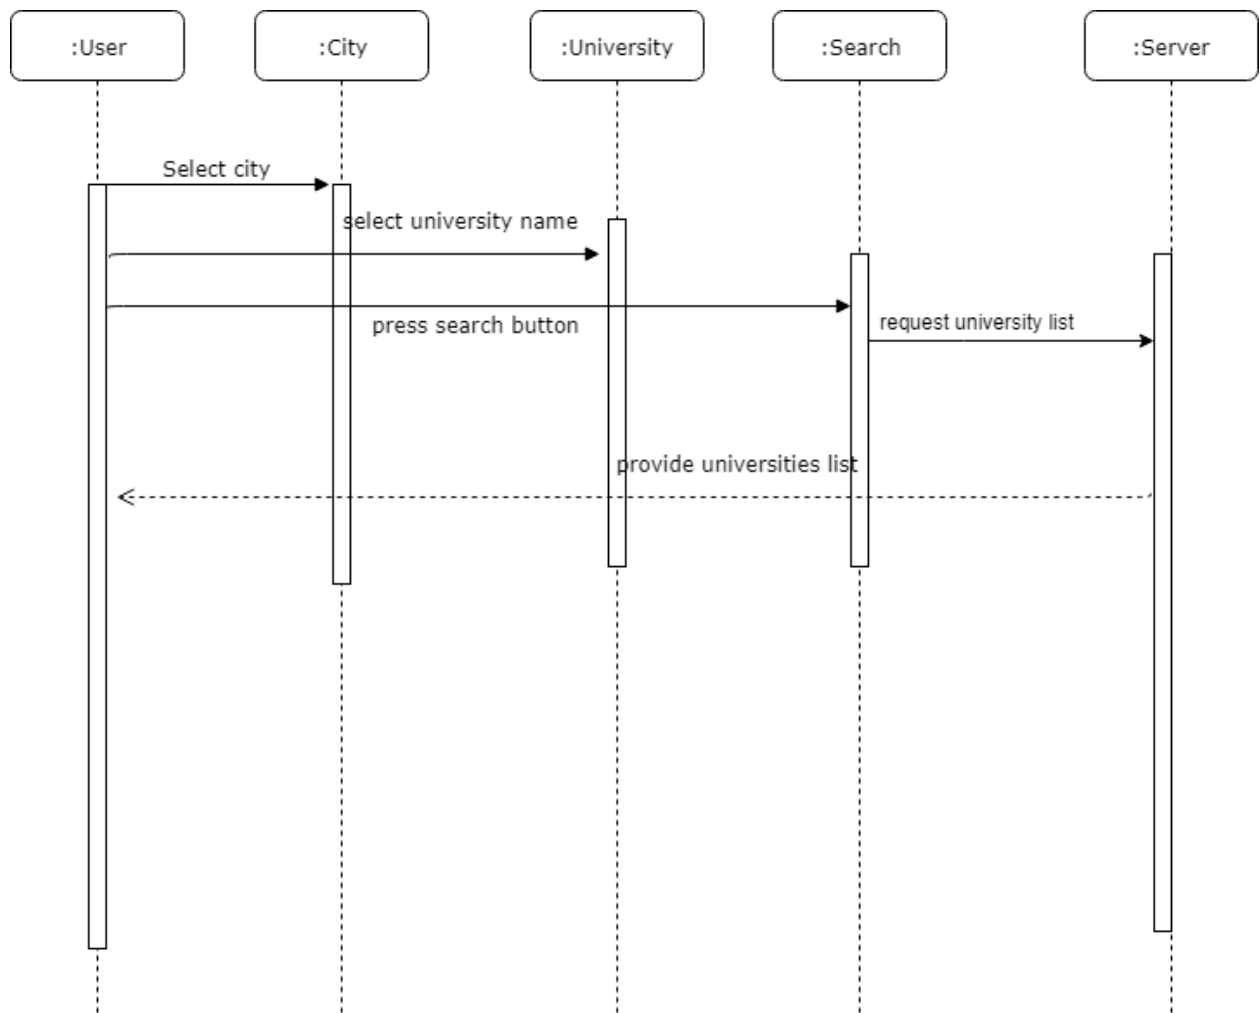 :User
:City
:University
:Search
:Server
Select city
select university name
press search button
request university list
provide universities list